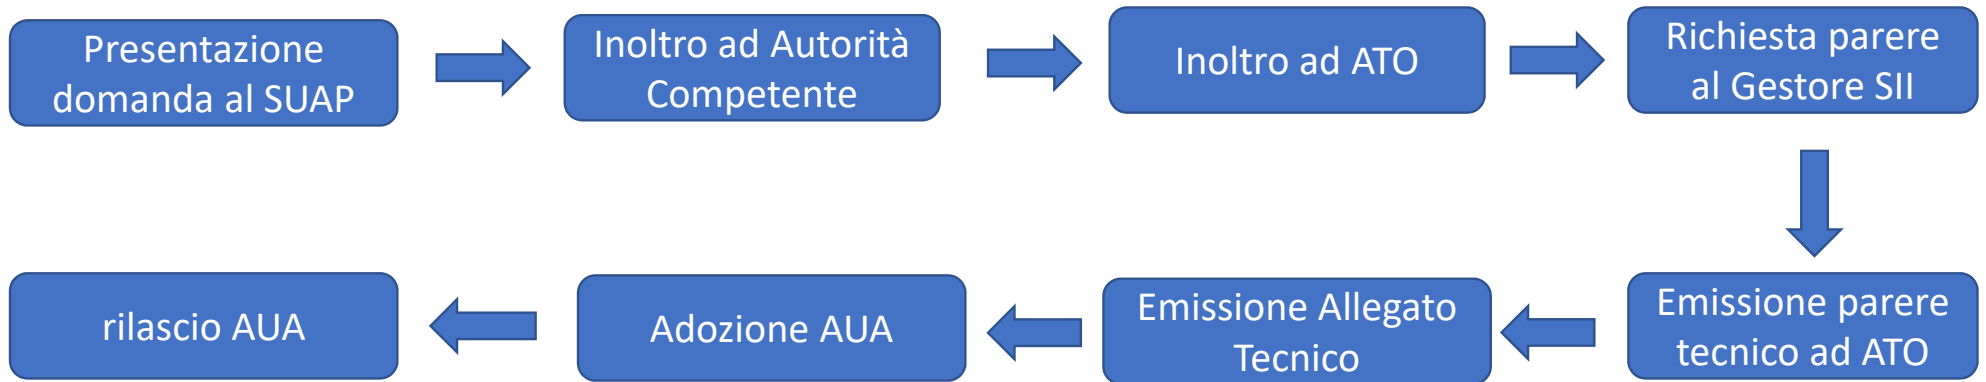 Presentazione
domanda al SUAP
Inoltro ad Autorità
Competente
Inoltro ad ATO
Richiesta parere
al Gestore SII
Emissione parere
tecnico ad ATO
Emissione Allegato
Tecnico
Adozione AUA
rilascio AUA